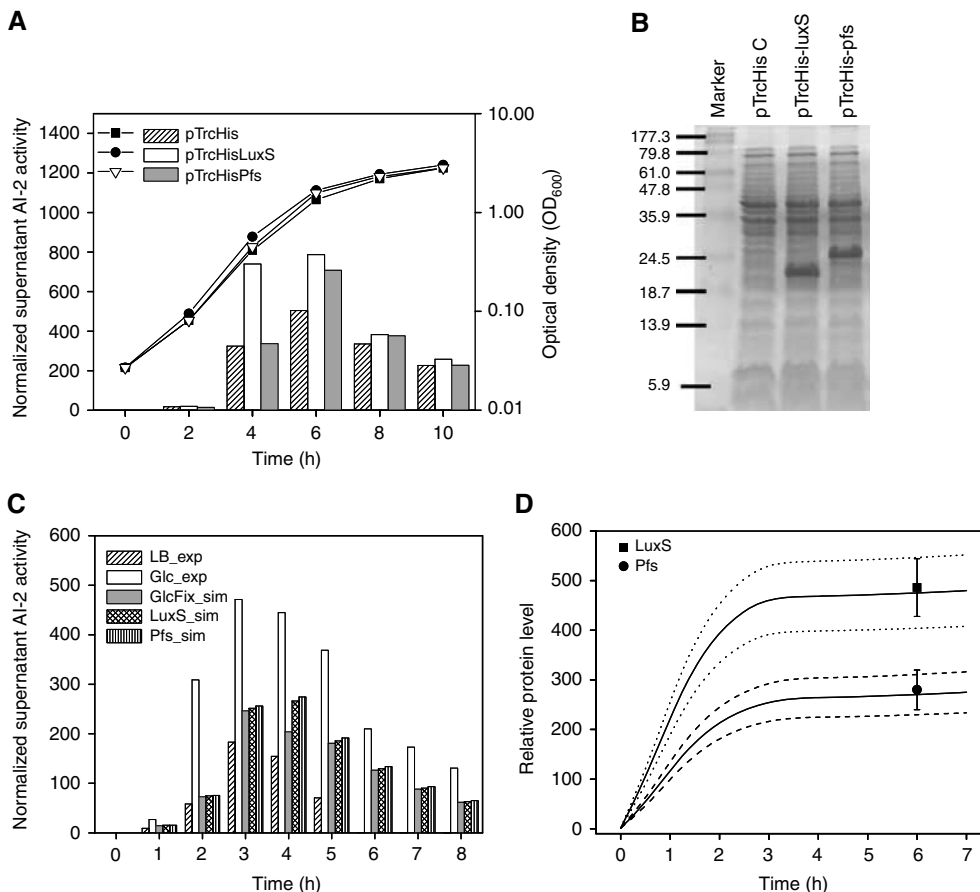 A
Normalized supernatant AI-2 activity
1400
1200
1000
800
600
400
200
0
pTrcHis
pTrcHisLuxS
pTrcHisPfs
10.00
1.00
0.10
0.01
Optical density (OD600)
0 2 4 6 8 10
Time (h)
B
Marker
pTrcHis C
pTrcHis-luxS
pTrcHis-pfs
177.3
79.8
61.0
47.8
35.9
24.5
18.7
13.9
5.9
C
Normalized supernatant AI-2 activity
600
500
400
300
200
100
0
LB_exp
Glc_exp
GlcFix_sim
LuxS_sim
Pfs_sim
0 1 2 3 4 5 6 7 8
Time (h)
D
Relative protein level
600
500
400
300
200
100
0
LuxS
Pfs
0 1 2 3 4 5 6 7
Time (h)